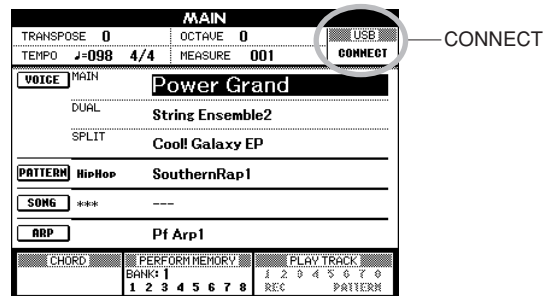 MAIN
TRANSPOSE 0 OCTAVE 0 USB
TEMPO ♩=098 4/4 MEASURE 001 CONNECT
CONNECT
VOICE MAIN Power Grand
DUAL String Ensemble2
SPLIT Cool! Galaxy EP
PATTERN HipHop SouthernRap1
SONG *** ---
ARP Pf Arp1
CHORD PERFORM MEMORY PLAY TRACK
BANK: 1 1 2 3 4 5 6 7 8
1 2 3 4 5 6 7 8 REC PATTERN